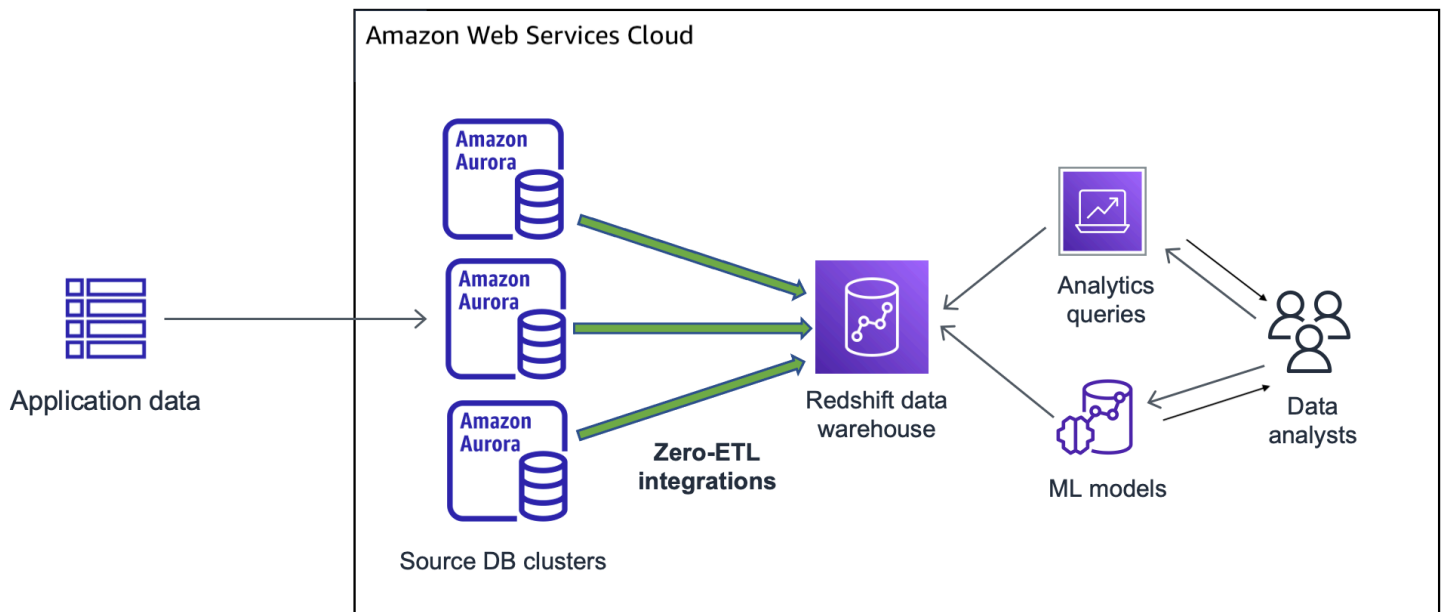 Amazon Web Services Cloud
Amazon
Aurora
Amazon
Aurora
Amazon
Aurora
Application data
Source DB clusters
Zero-ETL
integrations
Redshift data
warehouse
Analytics
queries
ML models
Data
analysts